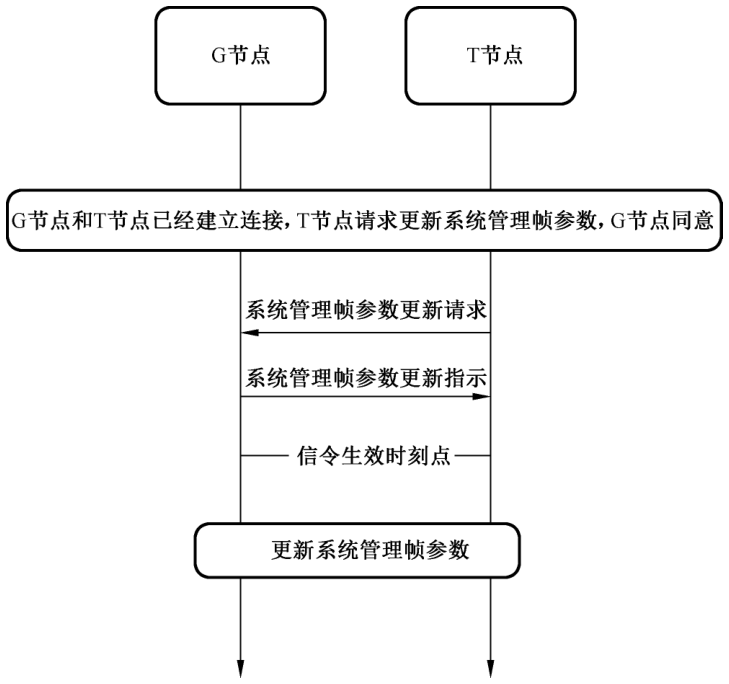 G节点
T节点
G节点和T节点已经建立连接,T节点请求更新系统管理帧参数,G节点同意
系统管理帧参数更新请求
系统管理帧参数更新指示
信令生效时刻点
更新系统管理帧参数